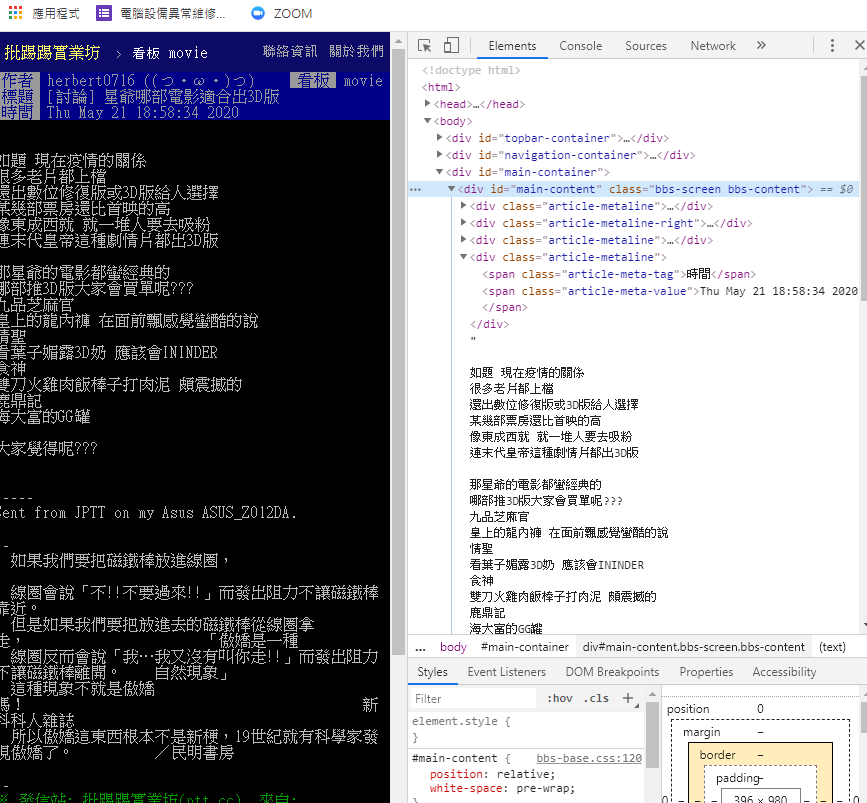 應用程式 電腦設備異常維修... ZOOM
批踢踢實業坊 › 看板 movie 聯絡資訊 關於我們
作者 herbert0716 ((つ・ω・)つ) 看板 movie
標題 [討論] 星爺哪部電影適合出3D版
時間 Thu May 21 18:58:34 2020
如題 現在疫情的關係
很多老片都上檔
還出數位修復版或3D版給人選擇
某幾部票房還比首映的高
像東成西就 就一堆人要去吸粉
連末代皇帝這種劇情片都出3D版
那星爺的電影都蠻經典的
哪部推3D版大家會買單呢???
九品芝麻官
皇上的龍內褲 在面前飄感覺蠻酷的說
情聖
看葉子媚露3D奶 應該會ININDER
食神
雙刀火雞肉飯棒子打肉泥 頗震撼的
鹿鼎記
海大富的GG罐
大家覺得呢???
----
Sent from JPTT on my Asus ASUS_Z012DA.
--
如果我們要把磁鐵棒放進線圈，
線圈會說「不!!不要過來!!」而發出阻力不讓磁鐵棒
靠近。
但是如果我們要把放進去的磁鐵棒從線圈拿
走， 「傲嬌是一種
線圈反而會說「我…我又沒有叫你走!!」而發出阻力
不讓磁鐵棒離開。 自然現象」
這種現象不就是傲嬌
嗎！ 新
科科人雜誌
所以傲嬌這東西根本不是新梗，19世紀就有科學家發
現傲嬌了。 ／民明書房
--
※ 發信站: 批踢踢實業坊(ptt.cc), 來自:
Elements Console Sources Network »
<!doctype html>
<html>
<head>…</head>
<body>
<div id="topbar-container">…</div>
<div id="navigation-container">…</div>
<div id="main-container">
<div id="main-content" class="bbs-screen bbs-content"> == $0
<div class="article-metaline">…</div>
<div class="article-metaline-right">…</div>
<div class="article-metaline">…</div>
<div class="article-metaline">
<span class="article-meta-tag">時間</span>
<span class="article-meta-value">Thu May 21 18:58:34 2020
</span>
</div>
"
如題 現在疫情的關係
很多老片都上檔
還出數位修復版或3D版給人選擇
某幾部票房還比首映的高
像東成西就 就一堆人要去吸粉
連末代皇帝這種劇情片都出3D版
那星爺的電影都蠻經典的
哪部推3D版大家會買單呢???
九品芝麻官
皇上的龍內褲 在面前飄感覺蠻酷的說
情聖
看葉子媚露3D奶 應該會ININDER
食神
雙刀火雞肉飯棒子打肉泥 頗震撼的
鹿鼎記
海大富的GG罐
... body #main-container div#main-content.bbs-screen.bbs-content (text)
Styles Event Listeners DOM Breakpoints Properties Accessibility
Filter :hov .cls +
element.style {
}
#main-content { bbs-base.css:120
position: relative;
white-space: pre-wrap;
position 0
margin -
border -
padding-
0 - - - 396 × 980 - - - 0